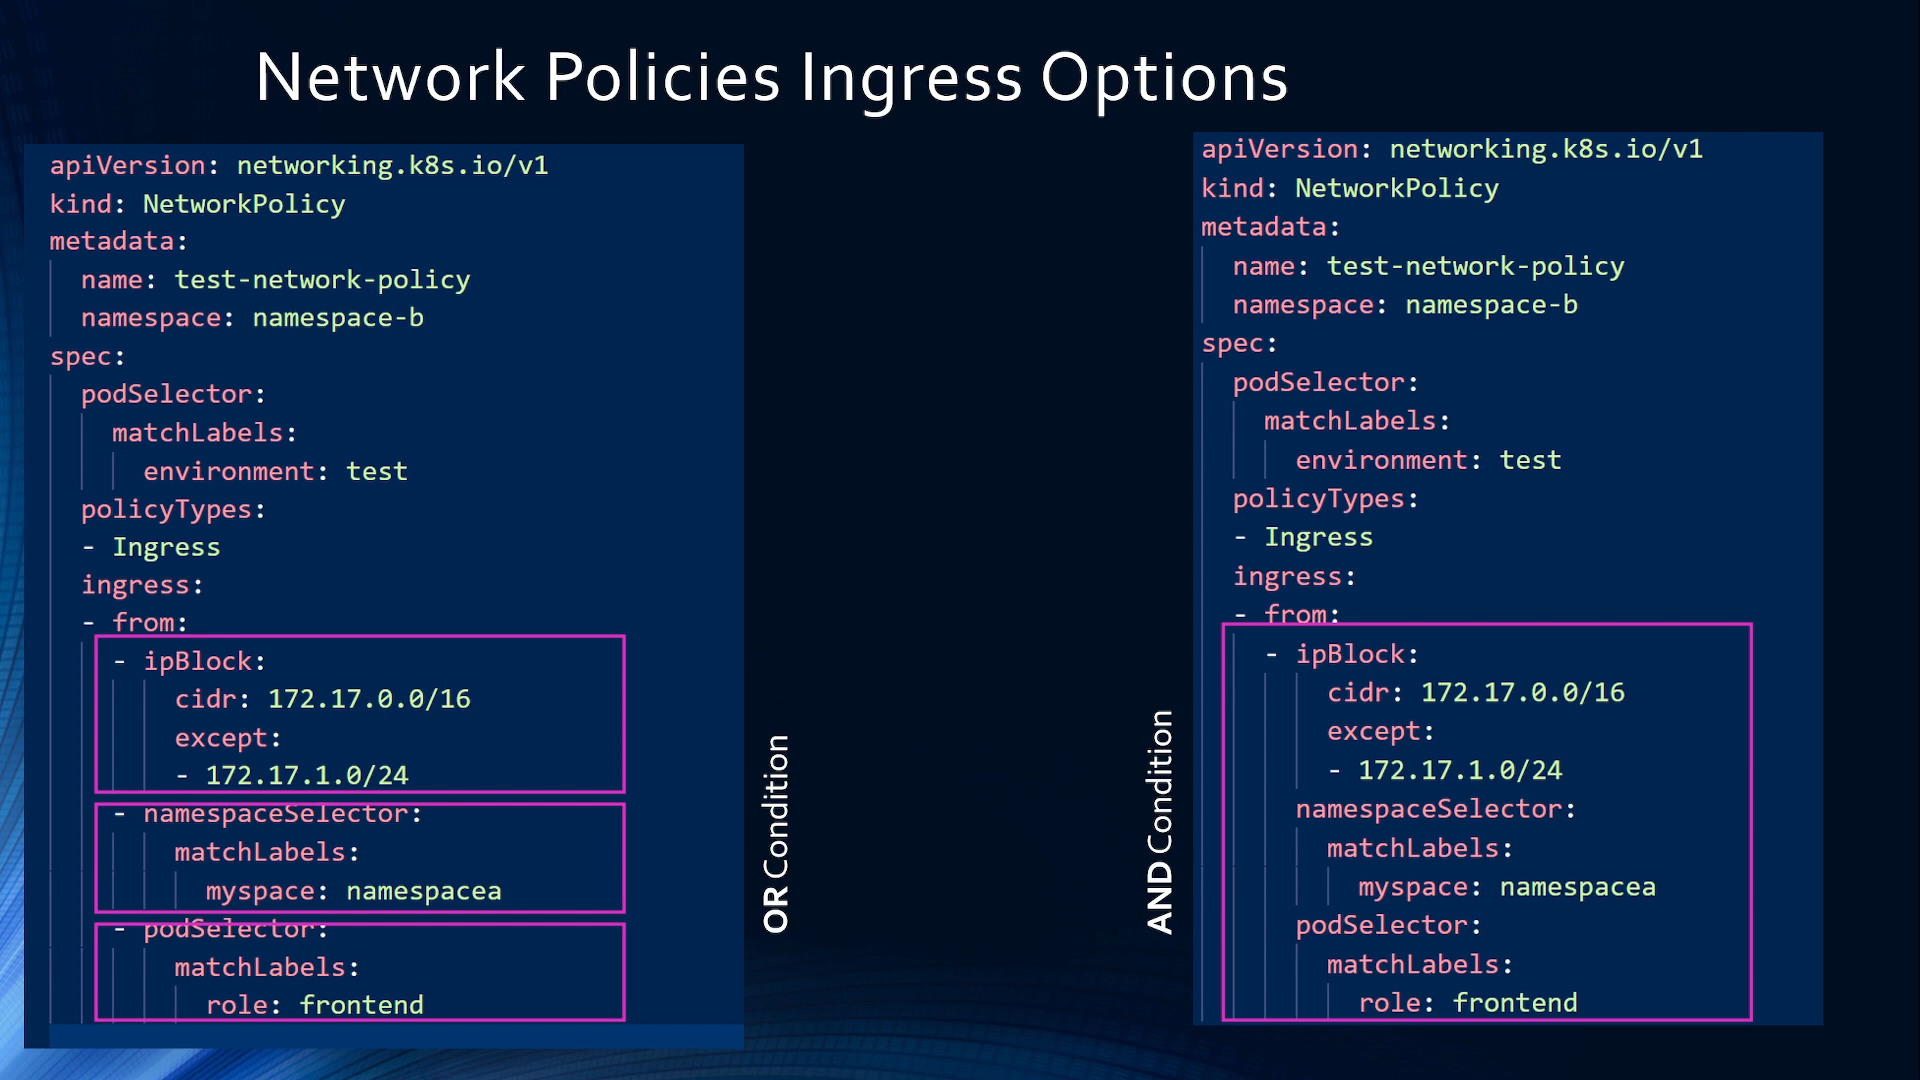 Network Policies Ingress Options
apiVersion: networking.k8s.io/v1
kind: NetworkPolicy
metadata:
  name: test-network-policy
  namespace: namespace-b
spec:
  podSelector:
    matchLabels:
      environment: test
  policyTypes:
  - Ingress
  ingress:
  - from:
    - ipBlock:
        cidr: 172.17.0.0/16
        except:
        - 172.17.1.0/24
    - namespaceSelector:
        matchLabels:
          myspace: namespacea
    - podSelector:
        matchLabels:
          role: frontend
OR Condition
AND Condition
apiVersion: networking.k8s.io/v1
kind: NetworkPolicy
metadata:
  name: test-network-policy
  namespace: namespace-b
spec:
  podSelector:
    matchLabels:
      environment: test
  policyTypes:
  - Ingress
  ingress:
  - from:
    - ipBlock:
        cidr: 172.17.0.0/16
        except:
        - 172.17.1.0/24
      namespaceSelector:
        matchLabels:
          myspace: namespacea
      podSelector:
        matchLabels:
          role: frontend